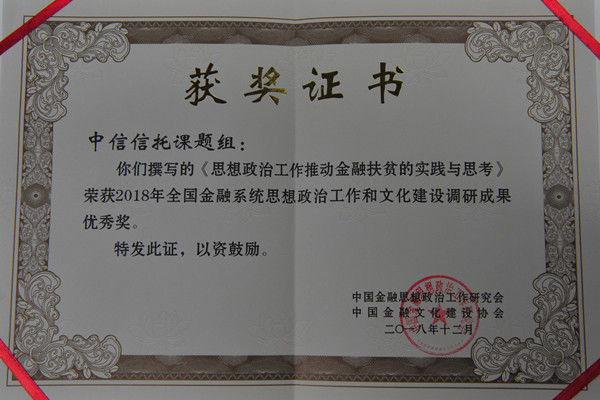 获奖证书
中信信托课题组：
你们撰写的《思想政治工作推动金融扶贫的实践与思考》
荣获2018年全国金融系统思想政治工作和文化建设调研成果
优秀奖。
特发此证，以资鼓励。
中国金融思想政治工作研究会
中国金融文化建设协会
二〇一八年十二月